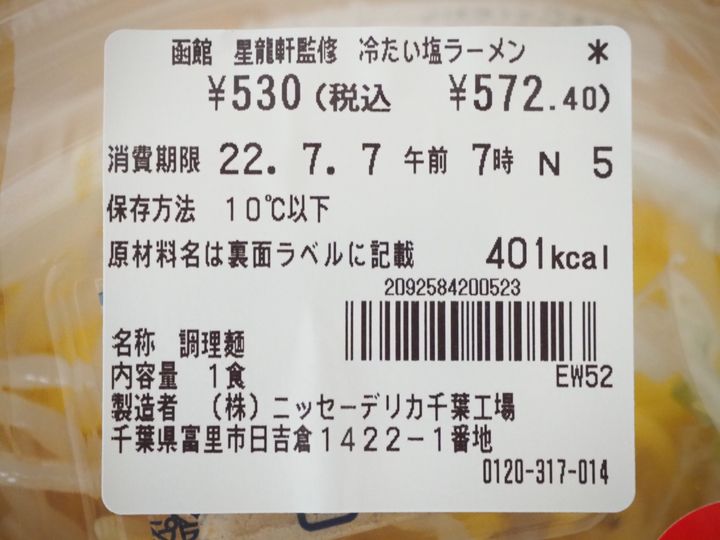 函館 星龍軒監修 冷たい塩ラーメン *
¥530(税込 ¥572.40)
消費期限 22. 7. 7 午前 7時 N 5
保存方法 10℃以下
原材料名は裏面ラベルに記載 401kcal
2092584200523
名称 調理麺
内容量 1食 EW52
製造者 (株)ニッセーデリカ千葉工場
千葉県富里市日吉倉1422-1番地
0120-317-014